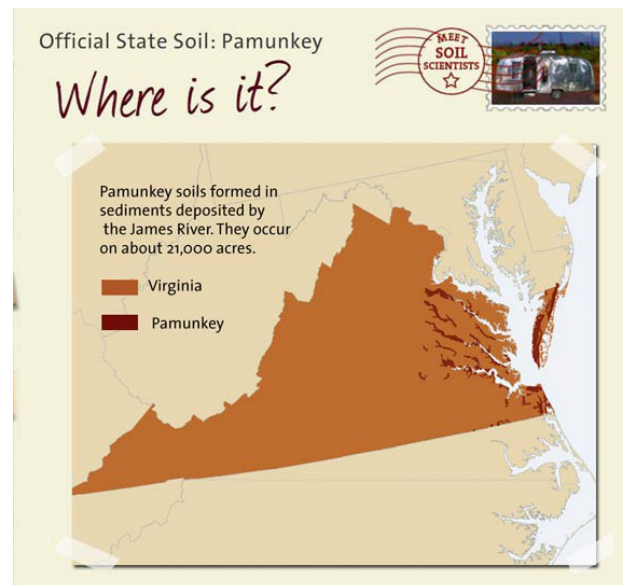 Official State Soil: Pamunkey
Where is it?
MEET
SOIL
SCIENTISTS
Pamunkey soils formed in
sediments deposited by
the James River. They occur
on about 21,000 acres.
Virginia
Pamunkey